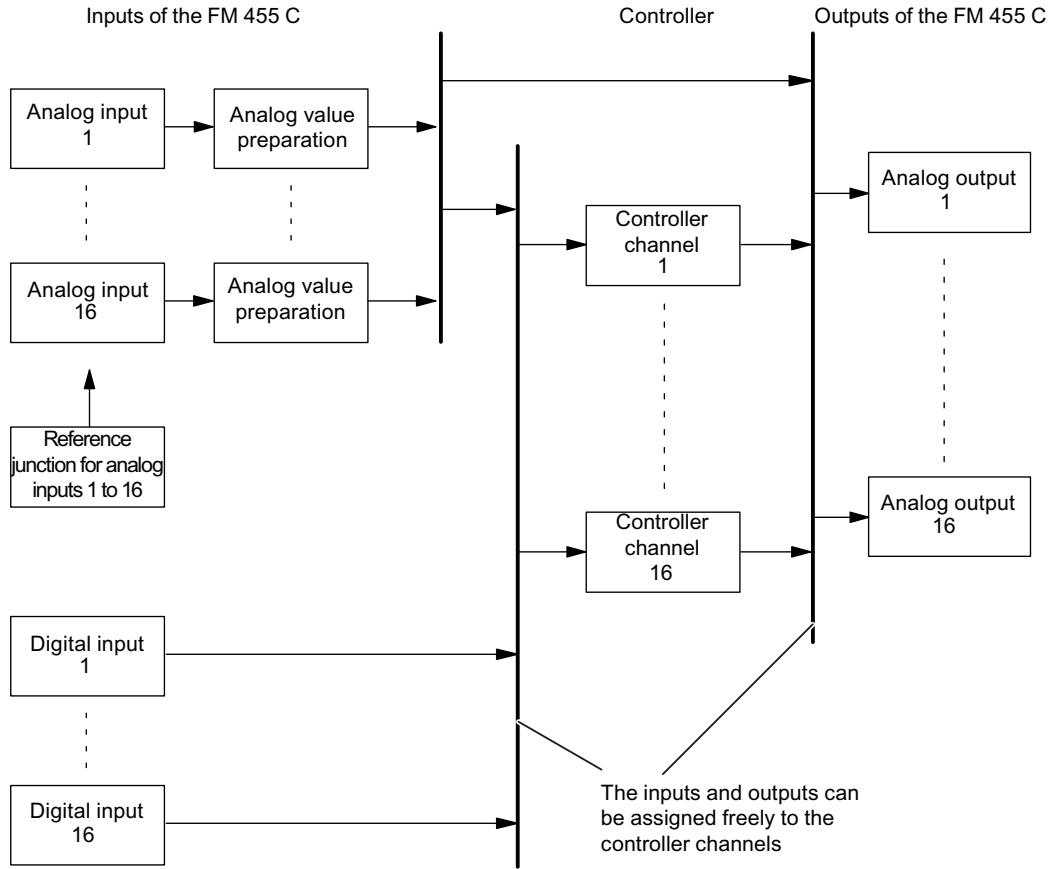 Inputs of the FM 455 C
Controller
Outputs of the FM 455 C
Analog input
1
Analog value
preparation
Analog input
16
Analog value
preparation
Reference
junction for analog
inputs 1 to 16
Controller
channel
1
Controller
channel
16
Analog output
1
Analog output
16
Digital input
1
Digital input
16
The inputs and outputs can
be assigned freely to the
controller channels